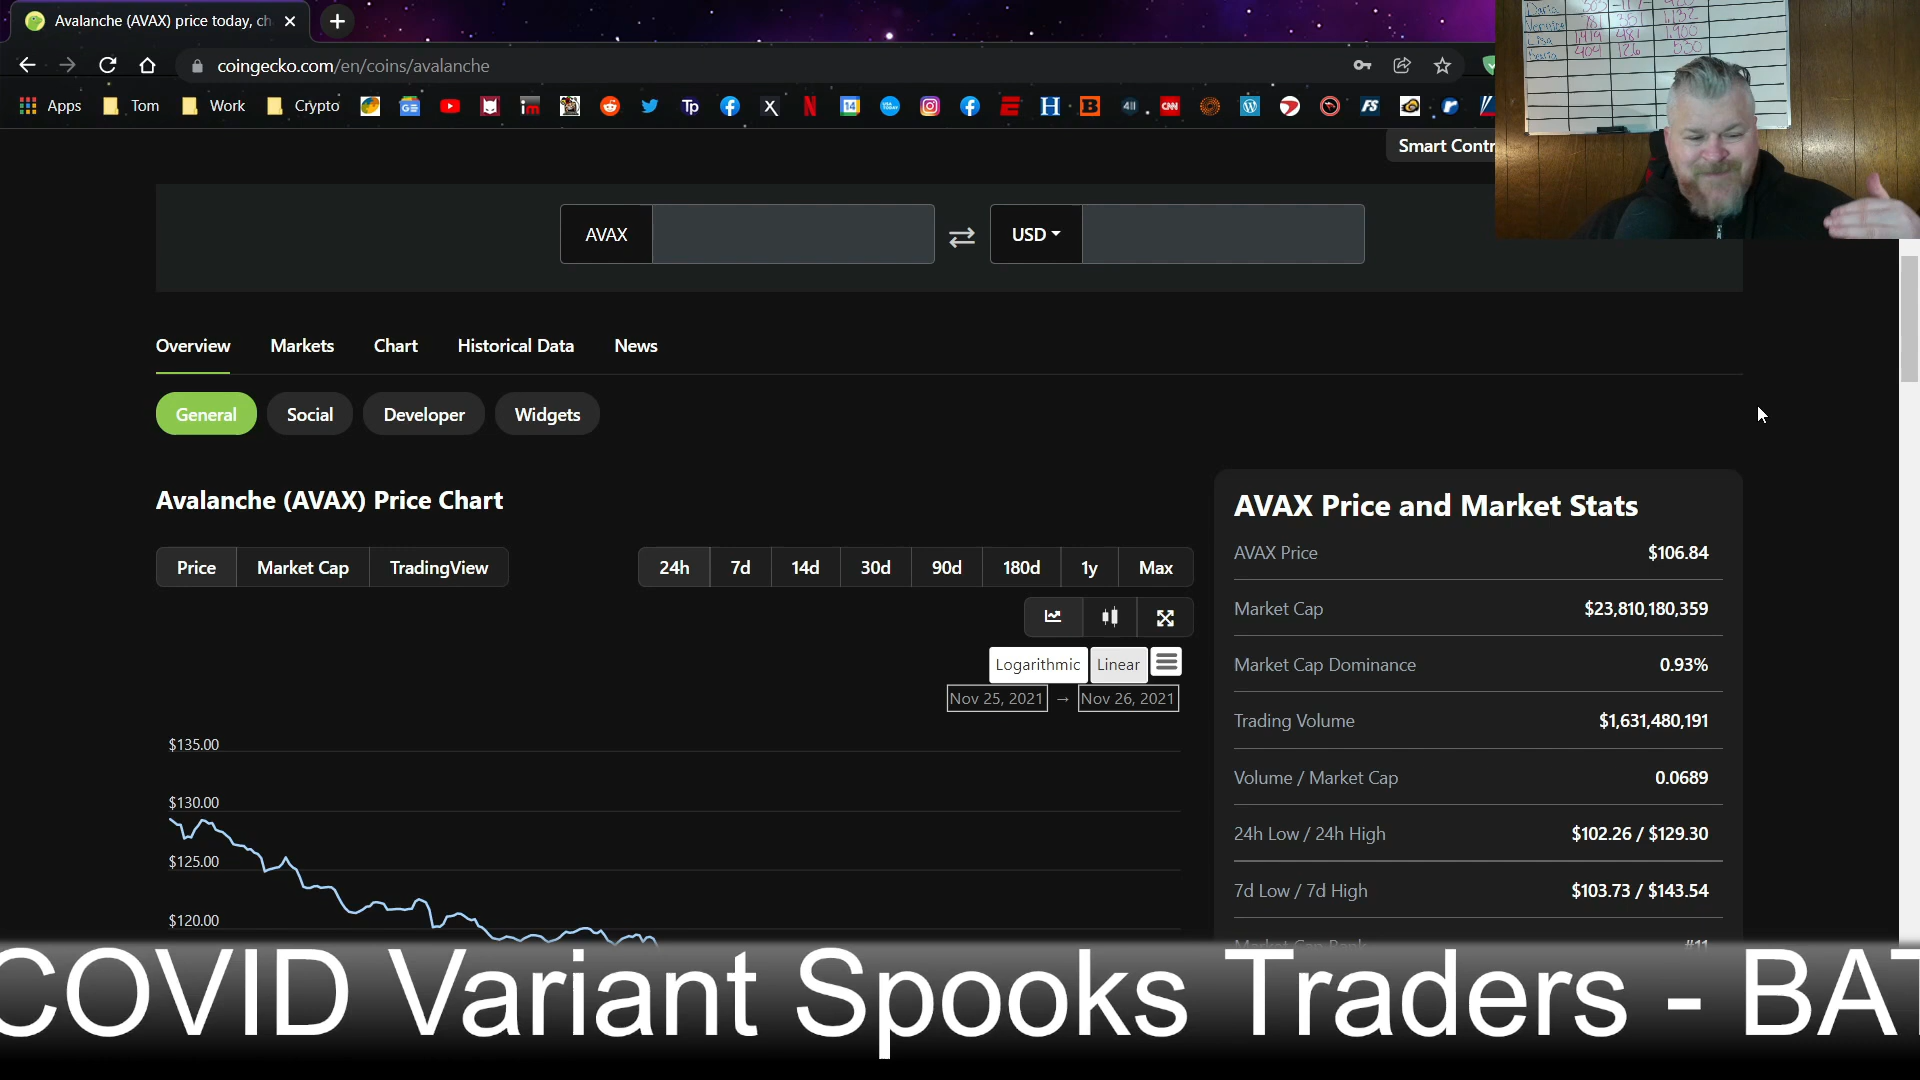 Avalanche (AVAX) price today, ch
coingecko.com/en/coins/avalanche
Apps Tom Work Crypto
Smart Contr
AVAX USD
Overview Markets Chart Historical Data News
General Social Developer Widgets
Avalanche (AVAX) Price Chart
Price Market Cap TradingView 24h 7d 14d 30d 90d 180d 1y Max
Logarithmic Linear
Nov 25, 2021 → Nov 26, 2021
$135.00
$130.00
$125.00
$120.00
AVAX Price and Market Stats
AVAX Price $106.84
Market Cap $23,810,180,359
Market Cap Dominance 0.93%
Trading Volume $1,631,480,191
Volume / Market Cap 0.0689
24h Low / 24h High $102.26 / $129.30
7d Low / 7d High $103.73 / $143.54
Market Cap Rank #11
COVID Variant Spooks Traders - BAT